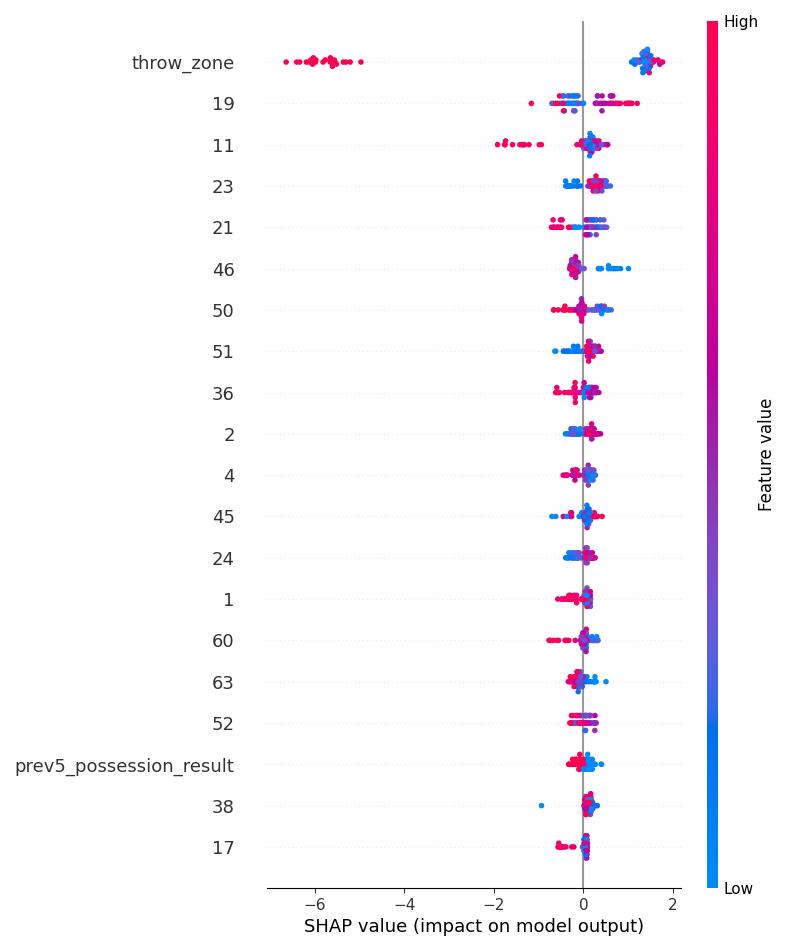 High
throw_zone
19
11
23
21
46
50
51
36
2
4
45
24
1
60
63
52
prev5_possession_result
38
17
Feature value
Low
−6 −4 −2 0 2
SHAP value (impact on model output)